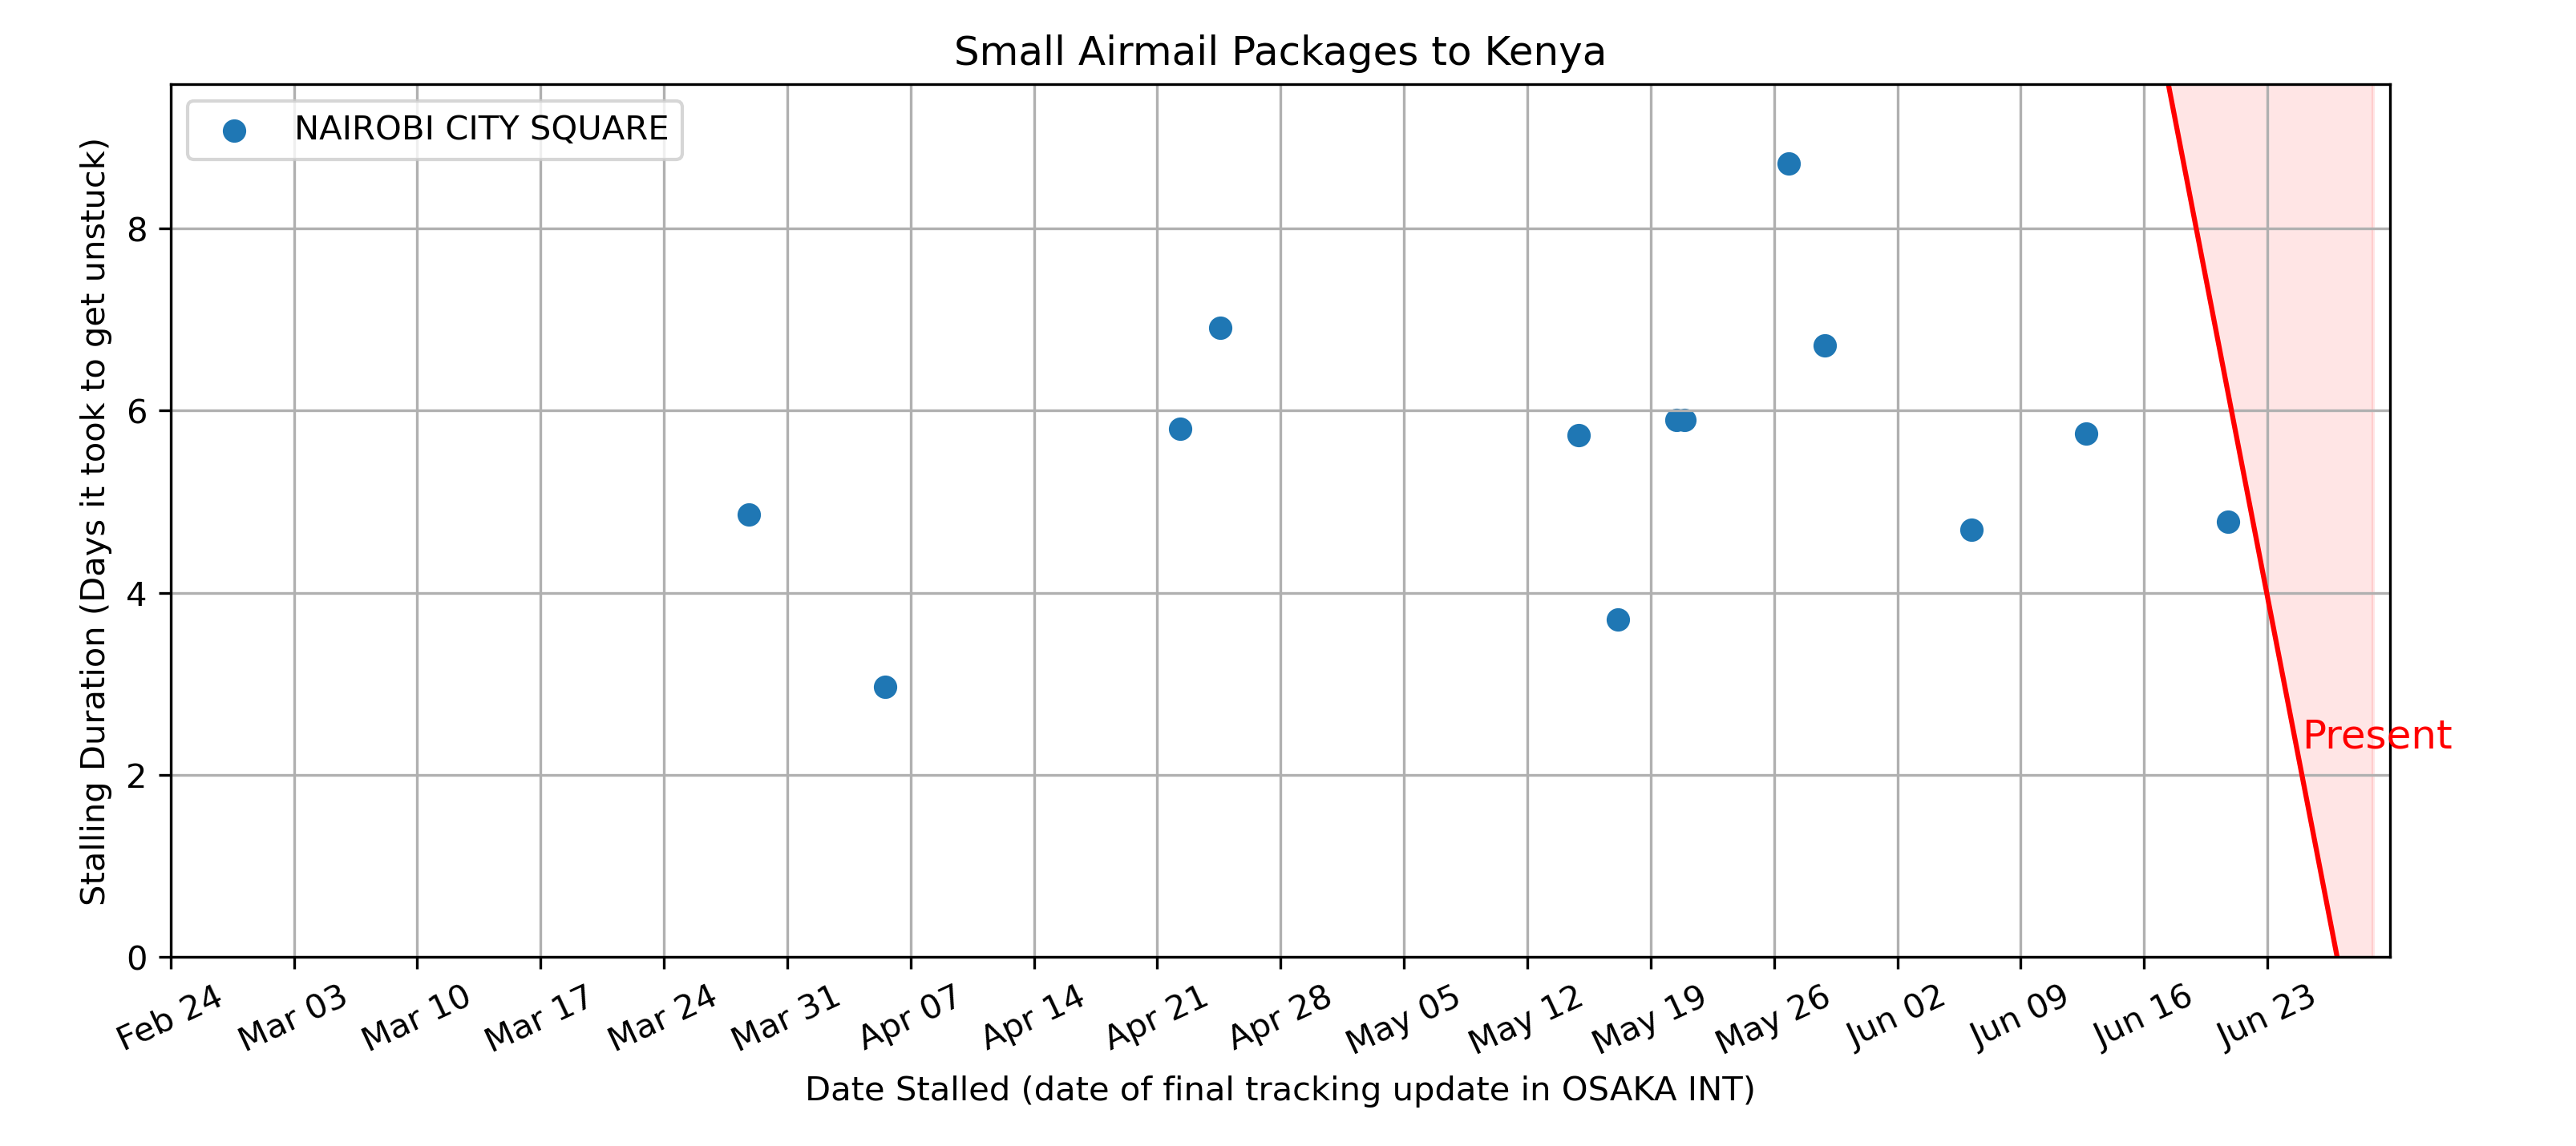 Small Airmail Packages to Kenya
NAIROBI CITY SQUARE
Stalling Duration (Days it took to get unstuck)
8
6
4
2
0
Present
Feb 24 Mar 03 Mar 10 Mar 17 Mar 24 Mar 31 Apr 07 Apr 14 Apr 21 Apr 28 May 05 May 12 May 19 May 26 Jun 02 Jun 09 Jun 16 Jun 23
Date Stalled (date of final tracking update in OSAKA INT)